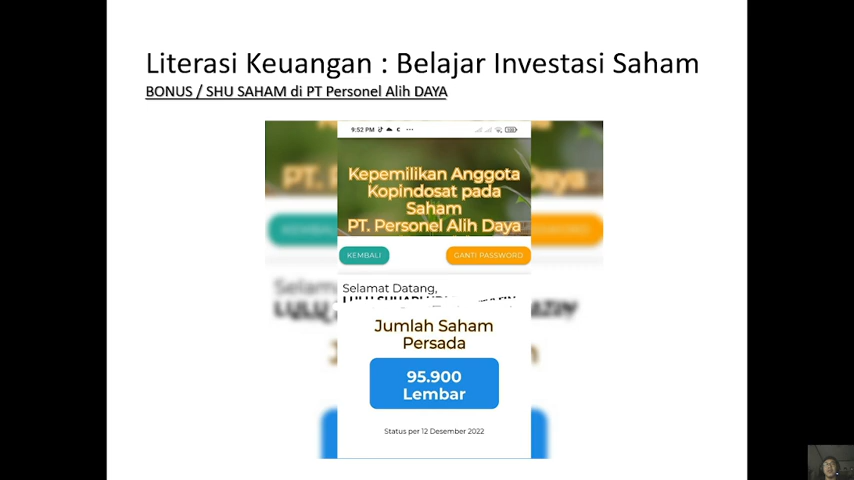 Literasi Keuangan : Belajar Investasi Saham
BONUS / SHU SAHAM di PT Personel Alih DAYA
9:52 PM
Kepemilikan Anggota
Kopindosat pada
Saham
PT. Personel Alih Daya
KEMBALI
GANTI PASSWORD
Selamat Datang,
Jumlah Saham
Persada
95.900
Lembar
Status per 12 Desember 2022